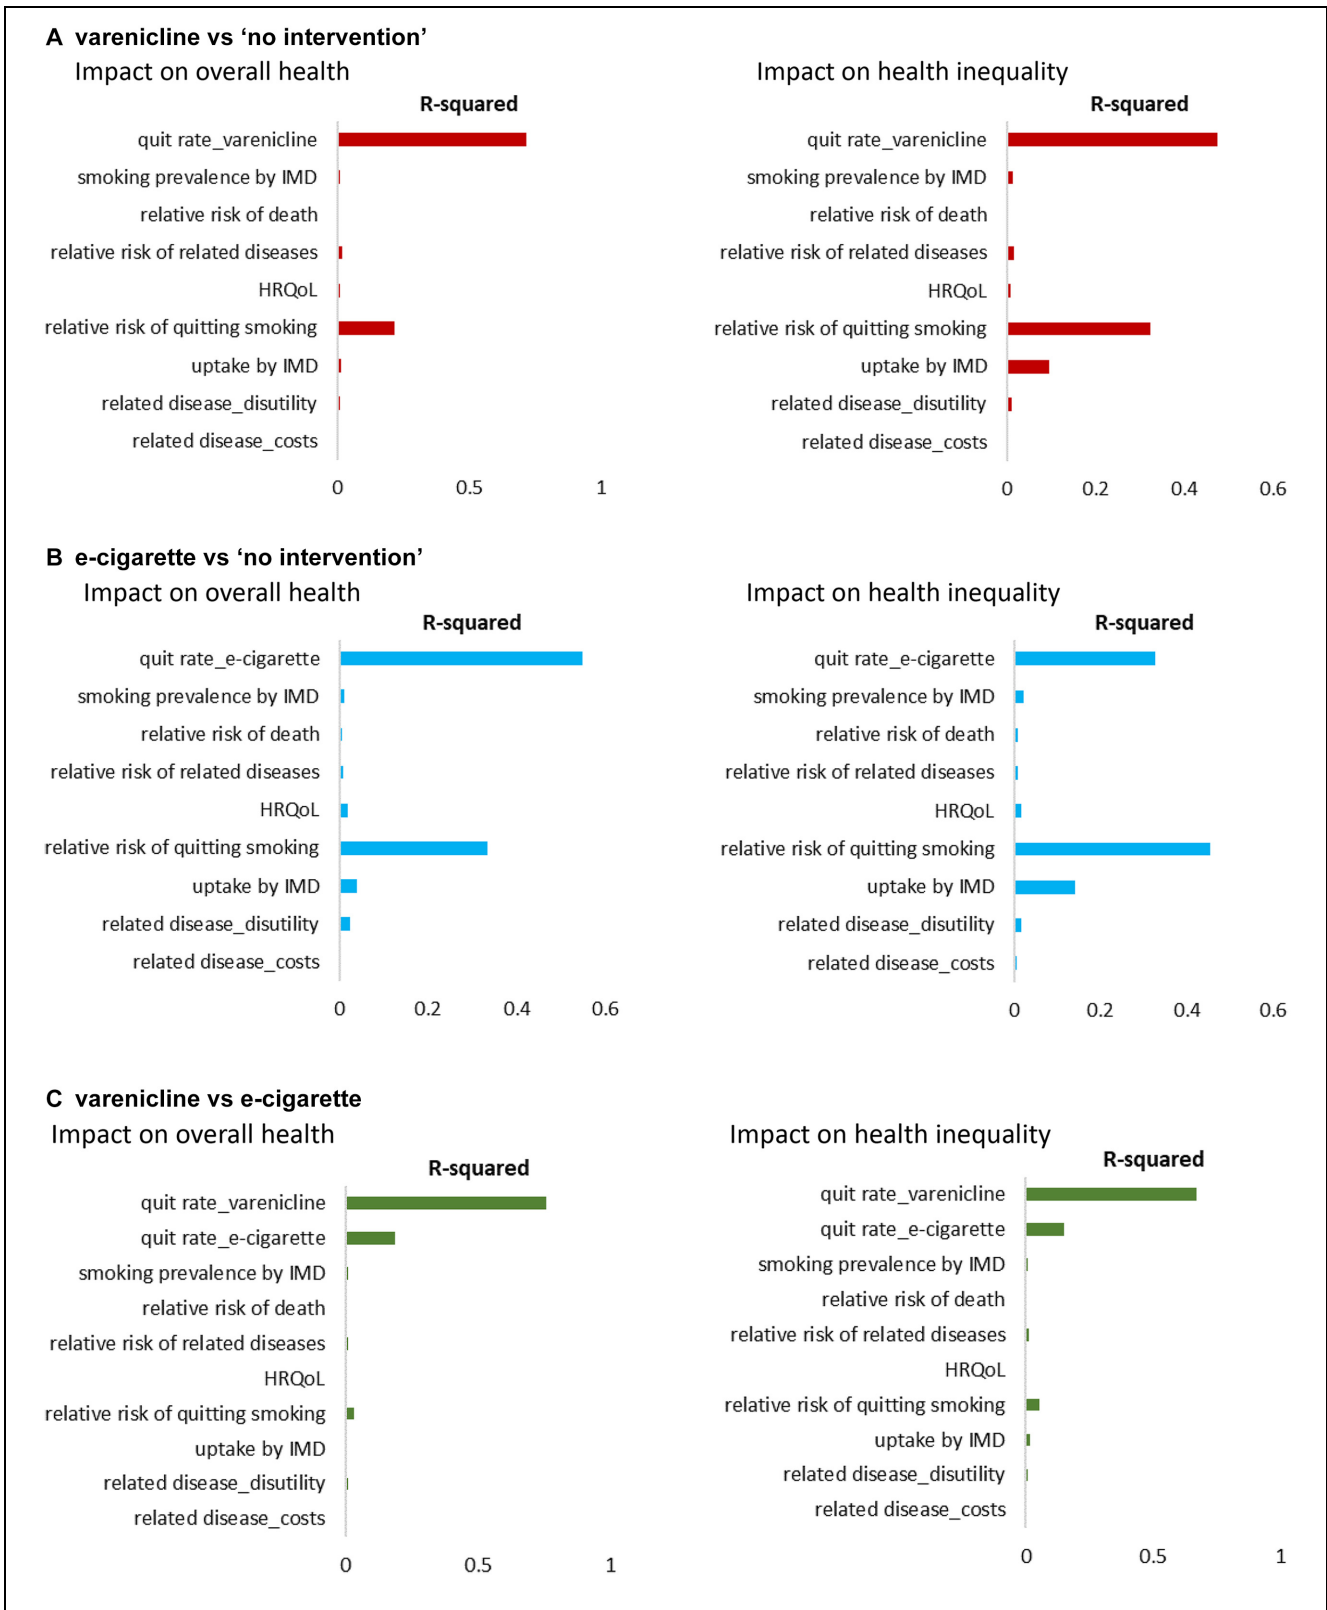 A varenicline vs ‘no intervention’
Impact on overall health
R-squared
quit rate_varenicline
smoking prevalence by IMD
relative risk of death
relative risk of related diseases
HRQoL
relative risk of quitting smoking
uptake by IMD
related disease_disutility
related disease_costs
0 0.5 1
Impact on health inequality
R-squared
quit rate_varenicline
smoking prevalence by IMD
relative risk of death
relative risk of related diseases
HRQoL
relative risk of quitting smoking
uptake by IMD
related disease_disutility
related disease_costs
0 0.2 0.4 0.6
B e-cigarette vs ‘no intervention’
Impact on overall health
R-squared
quit rate_e-cigarette
smoking prevalence by IMD
relative risk of death
relative risk of related diseases
HRQoL
relative risk of quitting smoking
uptake by IMD
related disease_disutility
related disease_costs
0 0.2 0.4 0.6
Impact on health inequality
R-squared
quit rate_e-cigarette
smoking prevalence by IMD
relative risk of death
relative risk of related diseases
HRQoL
relative risk of quitting smoking
uptake by IMD
related disease_disutility
related disease_costs
0 0.2 0.4 0.6
C varenicline vs e-cigarette
Impact on overall health
R-squared
quit rate_varenicline
quit rate_e-cigarette
smoking prevalence by IMD
relative risk of death
relative risk of related diseases
HRQoL
relative risk of quitting smoking
uptake by IMD
related disease_disutility
related disease_costs
0 0.5 1
Impact on health inequality
R-squared
quit rate_varenicline
quit rate_e-cigarette
smoking prevalence by IMD
relative risk of death
relative risk of related diseases
HRQoL
relative risk of quitting smoking
uptake by IMD
related disease_disutility
related disease_costs
0 0.5 1